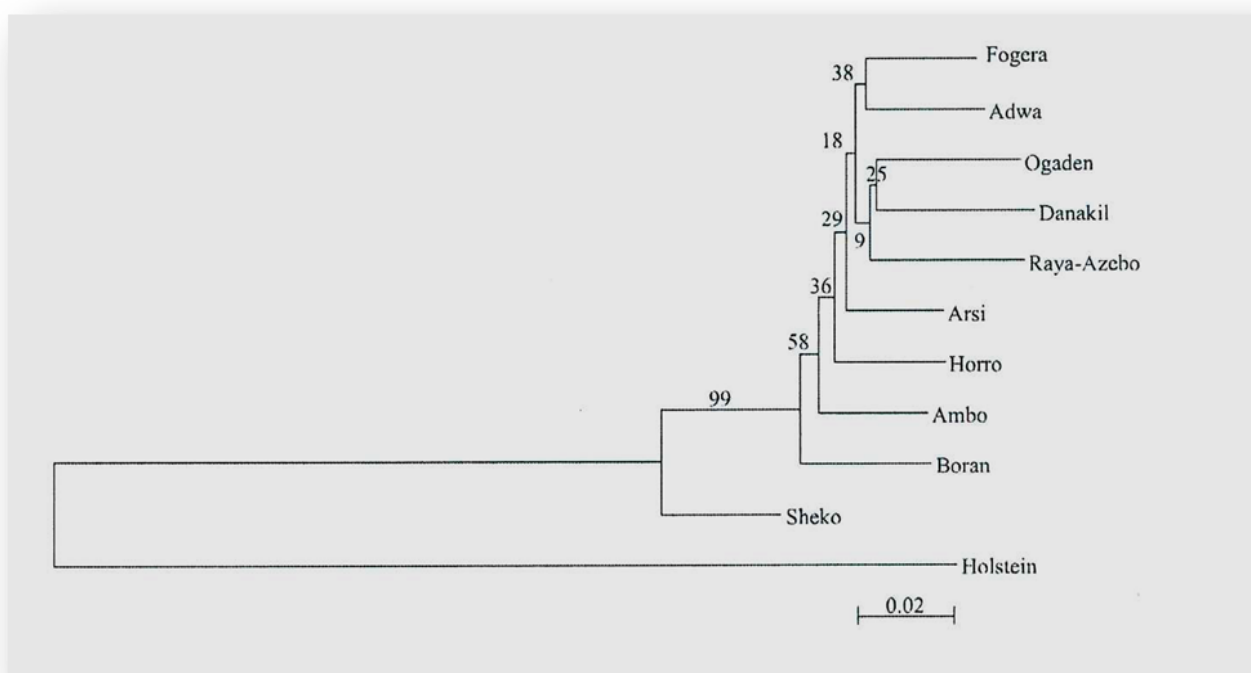 Fogera
38
Adwa
18
Ogaden
25
Danakil
29
9
Raya-Azebo
36
Arsi
58
Horro
99
Ambo
Boran
Sheko
Holstein
0.02